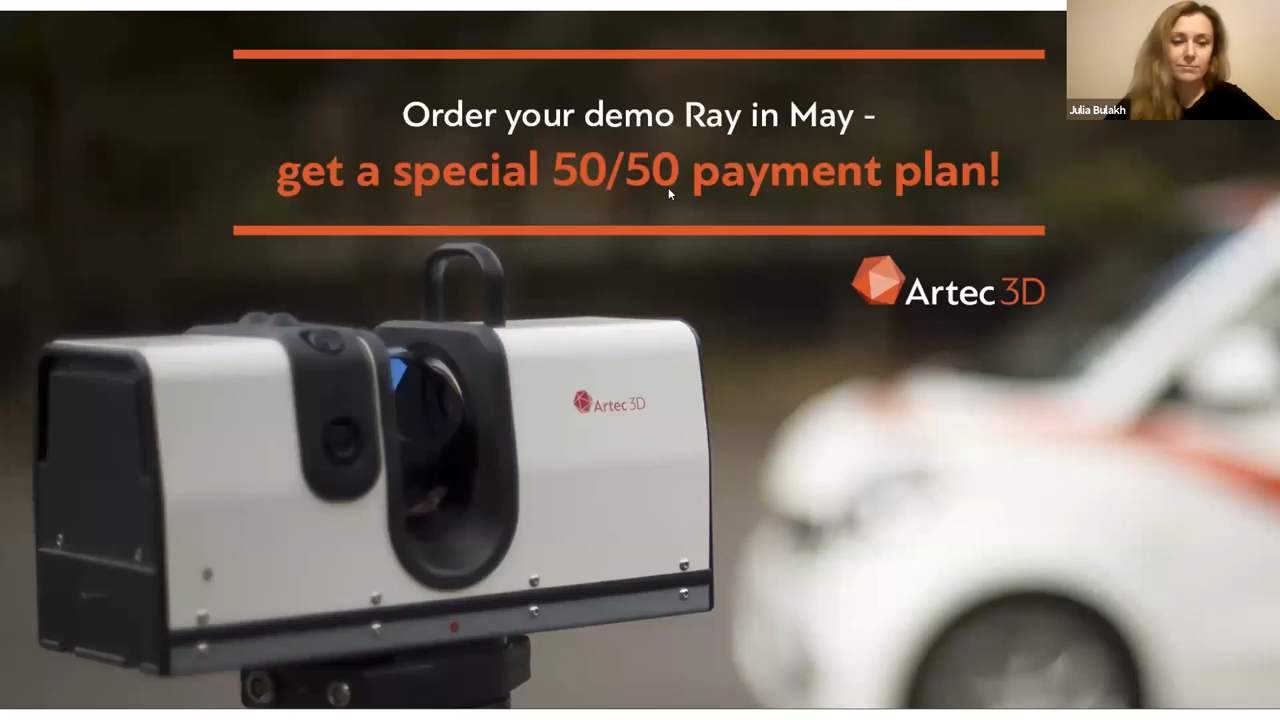 Order your demo Ray in May -
get a special 50/50 payment plan!
Julia Bulakh
Artec 3D
Artec 3D